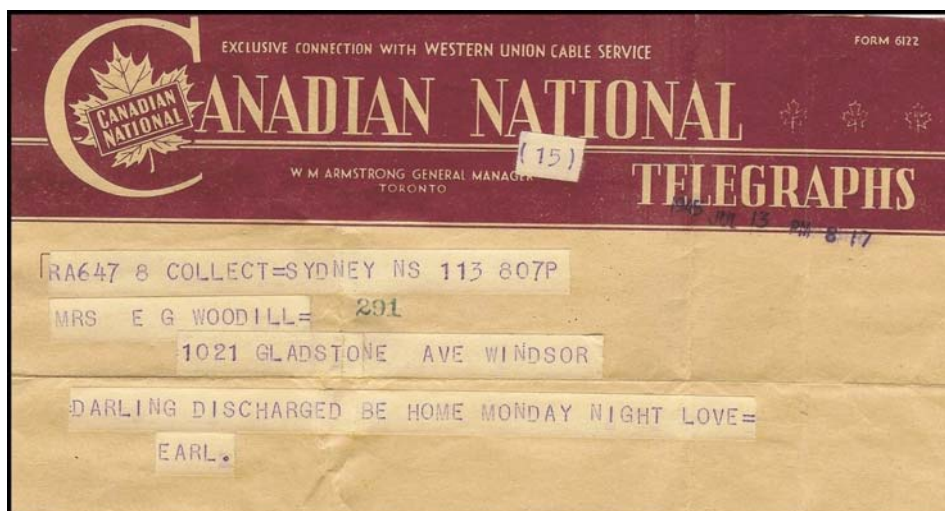 EXCLUSIVE CONNECTION WITH WESTERN UNION CABLE SERVICE
FORM 6122
CANADIAN NATIONAL
CANADIAN NATIONAL
(15)
W M ARMSTRONG GENERAL MANAGER
TORONTO
TELEGRAPHS
1945 JUL 13 PM 8 17
RA647 8 COLLECT=SYDNEY NS 113 807P
MRS E G WOODILL=
291
1021 GLADSTONE AVE WINDSOR
DARLING DISCHARGED BE HOME MONDAY NIGHT LOVE=
EARL.